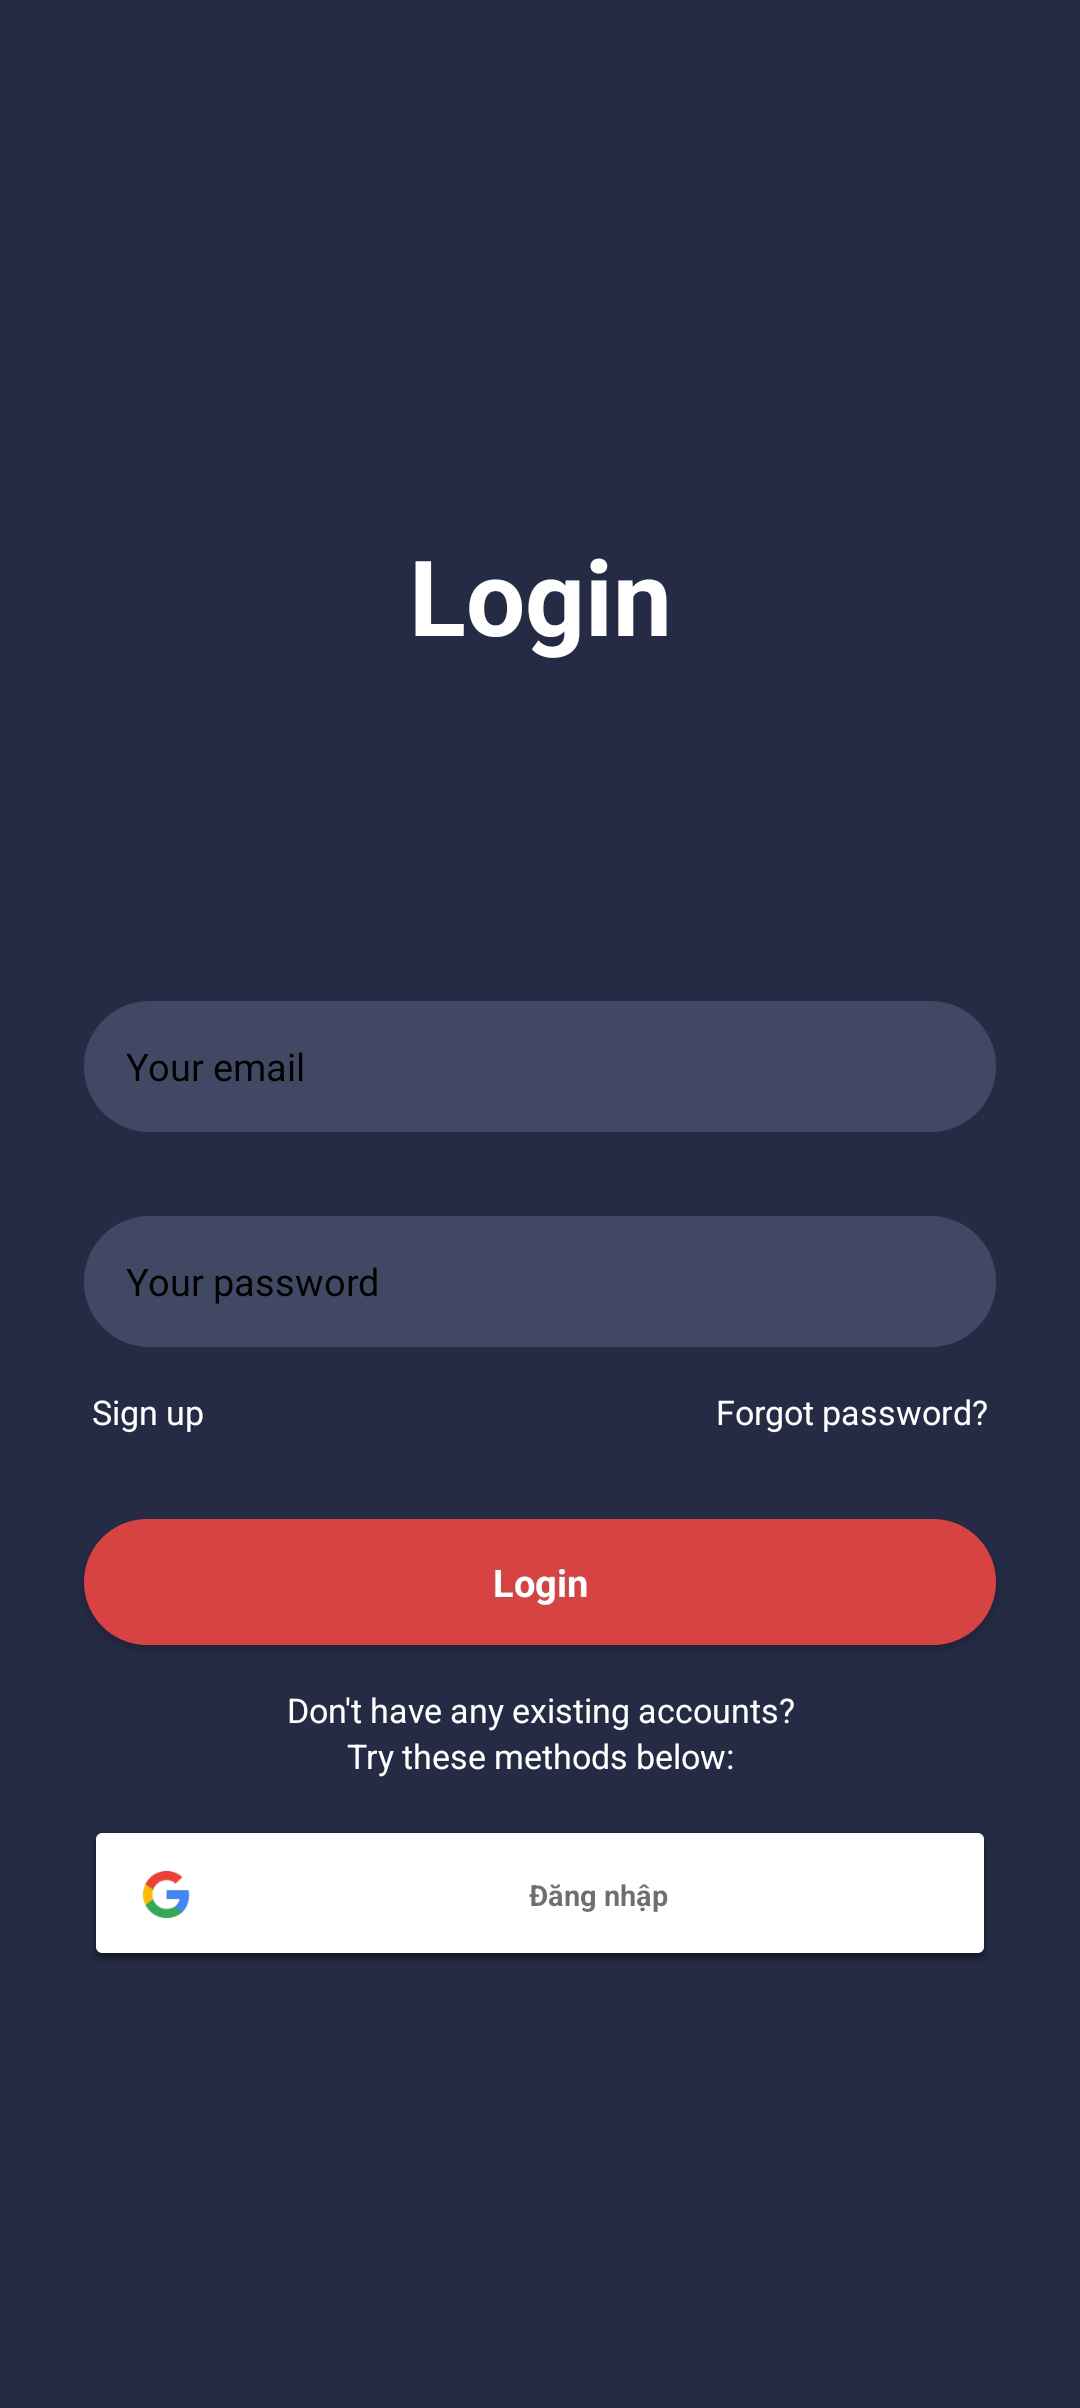 Login
Your email
Your password
Sign up
Forgot password?
Login
Don't have any existing accounts?
Try these methods below:
Đăng nhập